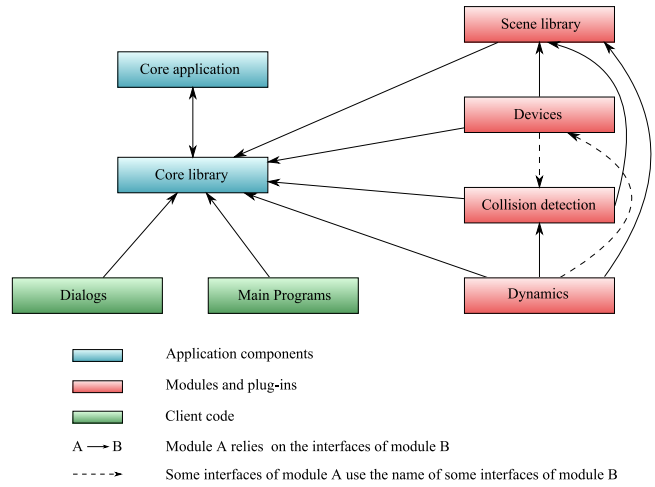 Scene library
Core application
Devices
Core library
Collision detection
Dialogs
Main Programs
Dynamics
Application components
Modules and plug-ins
Client code
A → B Module A relies on the interfaces of module B
Some interfaces of module A use the name of some interfaces of module B